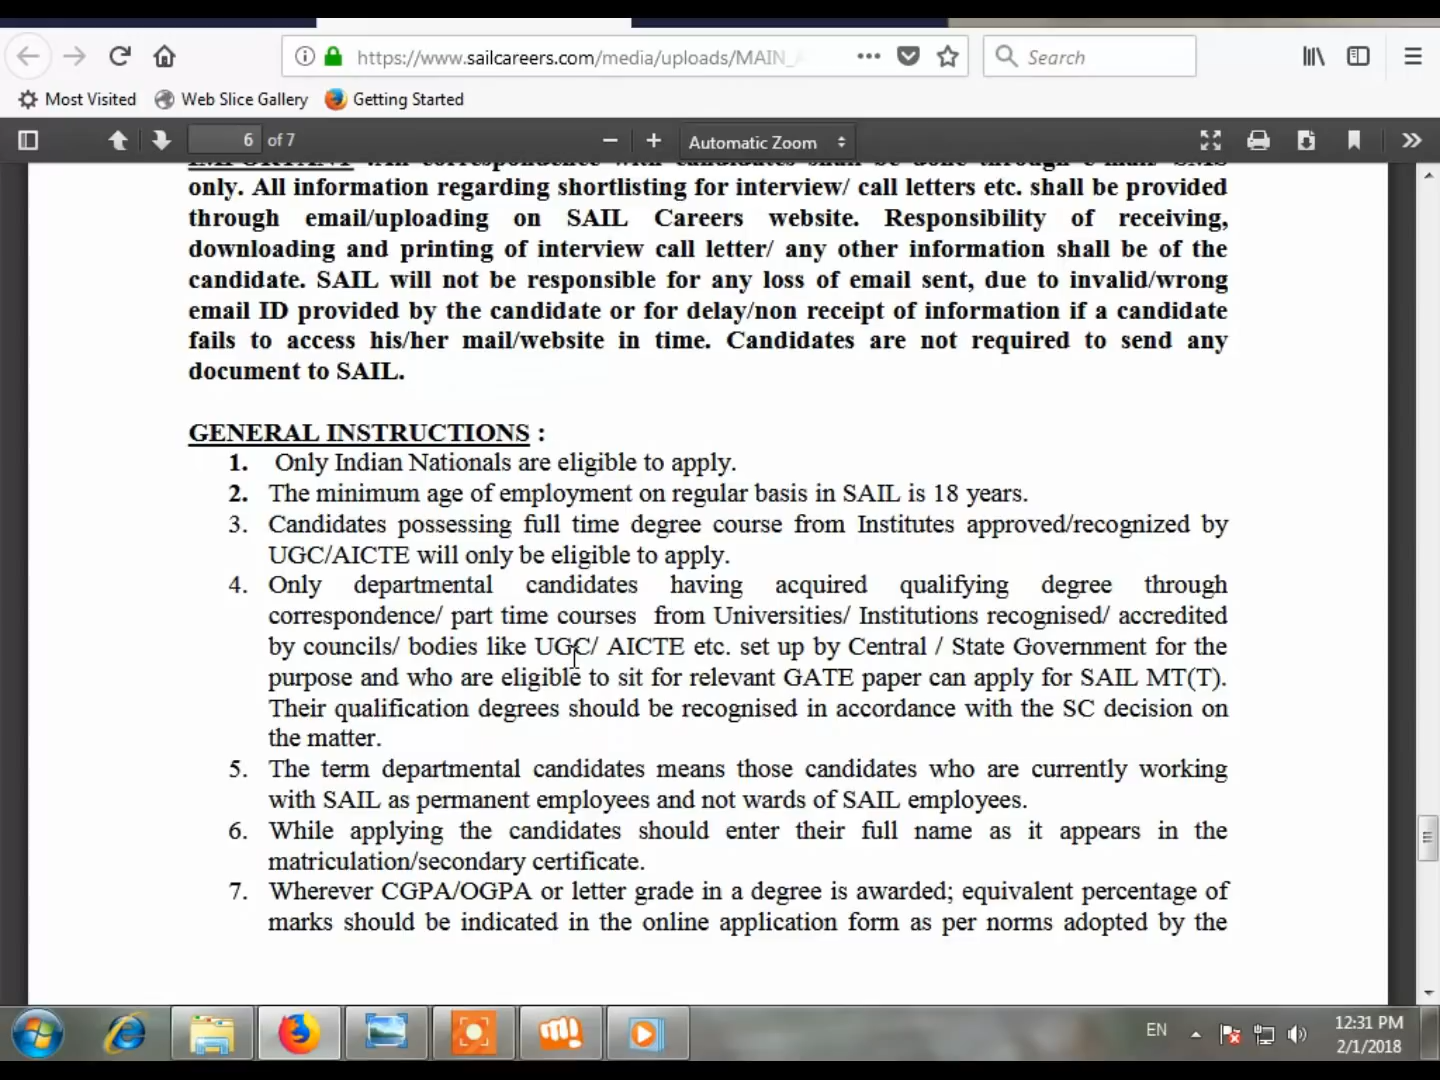 https://www.sailcareers.com/media/uploads/MAIN_A
Search
Most Visited
Web Slice Gallery
Getting Started
6 of 7
Automatic Zoom
IMPORTANT :All correspondence with candidates shall be done through e-mail
only. All information regarding shortlisting for interview/ call letters etc. shall be provided
through email/uploading on SAIL Careers website. Responsibility of receiving,
downloading and printing of interview call letter/ any other information shall be of the
candidate. SAIL will not be responsible for any loss of email sent, due to invalid/wrong
email ID provided by the candidate or for delay/non receipt of information if a candidate
fails to access his/her mail/website in time. Candidates are not required to send any
document to SAIL.
GENERAL INSTRUCTIONS :
1. Only Indian Nationals are eligible to apply.
2. The minimum age of employment on regular basis in SAIL is 18 years.
3. Candidates possessing full time degree course from Institutes approved/recognized by
UGC/AICTE will only be eligible to apply.
4. Only departmental candidates having acquired qualifying degree through
correspondence/ part time courses from Universities/ Institutions recognised/ accredited
by councils/ bodies like UGC/ AICTE etc. set up by Central / State Government for the
purpose and who are eligible to sit for relevant GATE paper can apply for SAIL MT(T).
Their qualification degrees should be recognised in accordance with the SC decision on
the matter.
5. The term departmental candidates means those candidates who are currently working
with SAIL as permanent employees and not wards of SAIL employees.
6. While applying the candidates should enter their full name as it appears in the
matriculation/secondary certificate.
7. Wherever CGPA/OGPA or letter grade in a degree is awarded; equivalent percentage of
marks should be indicated in the online application form as per norms adopted by the
EN
12:31 PM
2/1/2018